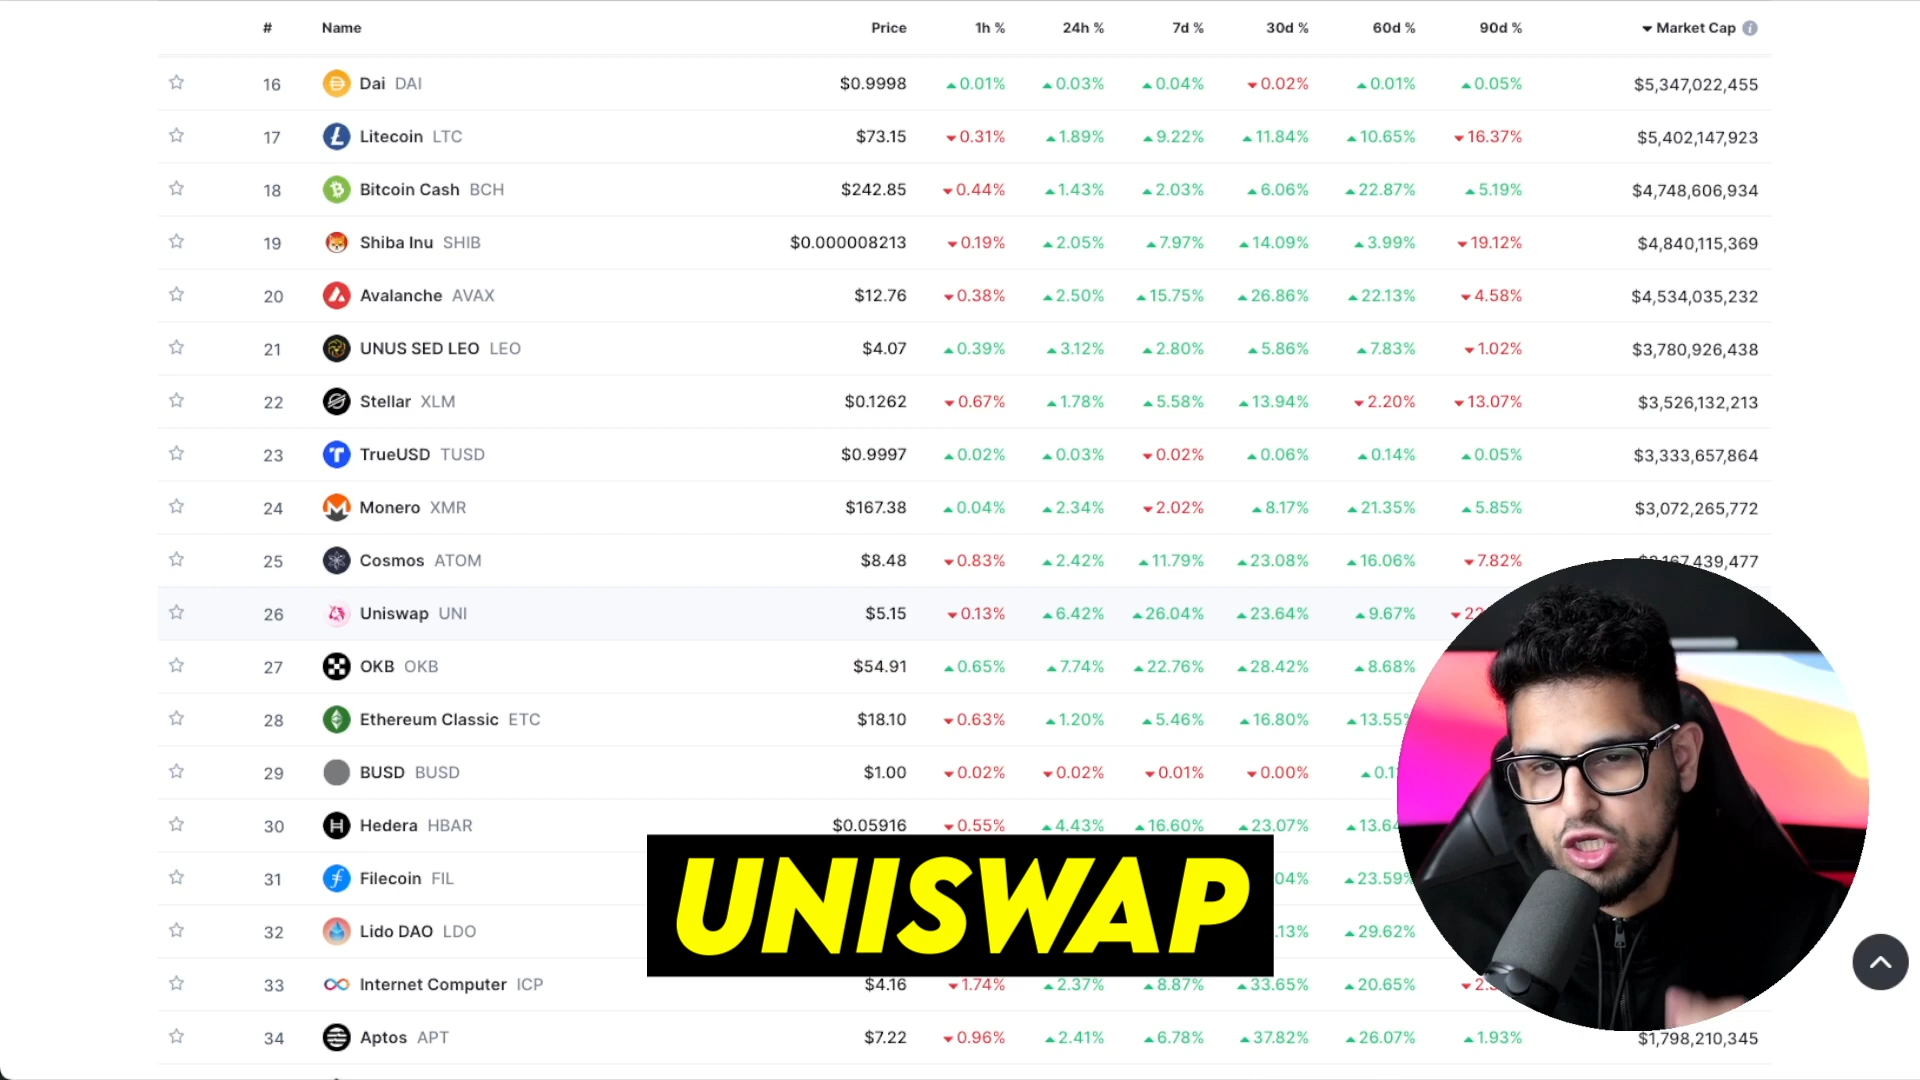 # Name Price 1h % 24h % 7d % 30d % 60d % 90d % Market Cap
16 Dai DAI $0.9998 0.01% 0.03% 0.04% 0.02% 0.01% 0.05% $5,347,022,455
17 Litecoin LTC $73.15 0.31% 1.89% 9.22% 11.84% 10.65% 16.37% $5,402,147,923
18 Bitcoin Cash BCH $242.85 0.44% 1.43% 2.03% 6.06% 22.87% 5.19% $4,748,606,934
19 Shiba Inu SHIB $0.000008213 0.19% 2.05% 7.97% 14.09% 3.99% 19.12% $4,840,115,369
20 Avalanche AVAX $12.76 0.38% 2.50% 15.75% 26.86% 22.13% 4.58% $4,534,035,232
21 UNUS SED LEO LEO $4.07 0.39% 3.12% 2.80% 5.86% 7.83% 1.02% $3,780,926,438
22 Stellar XLM $0.1262 0.67% 1.78% 5.58% 13.94% 2.20% 13.07% $3,526,132,213
23 TrueUSD TUSD $0.9997 0.02% 0.03% 0.02% 0.06% 0.14% 0.05% $3,333,657,864
24 Monero XMR $167.38 0.04% 2.34% 2.02% 8.17% 21.35% 5.85% $3,072,265,772
25 Cosmos ATOM $8.48 0.83% 2.42% 11.79% 23.08% 16.06% 7.82%
26 Uniswap UNI $5.15 0.13% 6.42% 26.04% 23.64% 9.67%
27 OKB OKB $54.91 0.65% 7.74% 22.76% 28.42% 8.68%
28 Ethereum Classic ETC $18.10 0.63% 1.20% 5.46% 16.80% 13.55%
29 BUSD BUSD $1.00 0.02% 0.02% 0.01% 0.00%
30 Hedera HBAR $0.05916 0.55% 4.43% 16.60% 23.07%
31 Filecoin FIL 23.59%
32 Lido DAO LDO 29.62%
UNISWAP
33 Internet Computer ICP $4.16 1.74% 2.37% 8.87% 33.65% 20.65%
34 Aptos APT $7.22 0.96% 2.41% 6.78% 37.82% 26.07% 1.93% $1,798,210,345